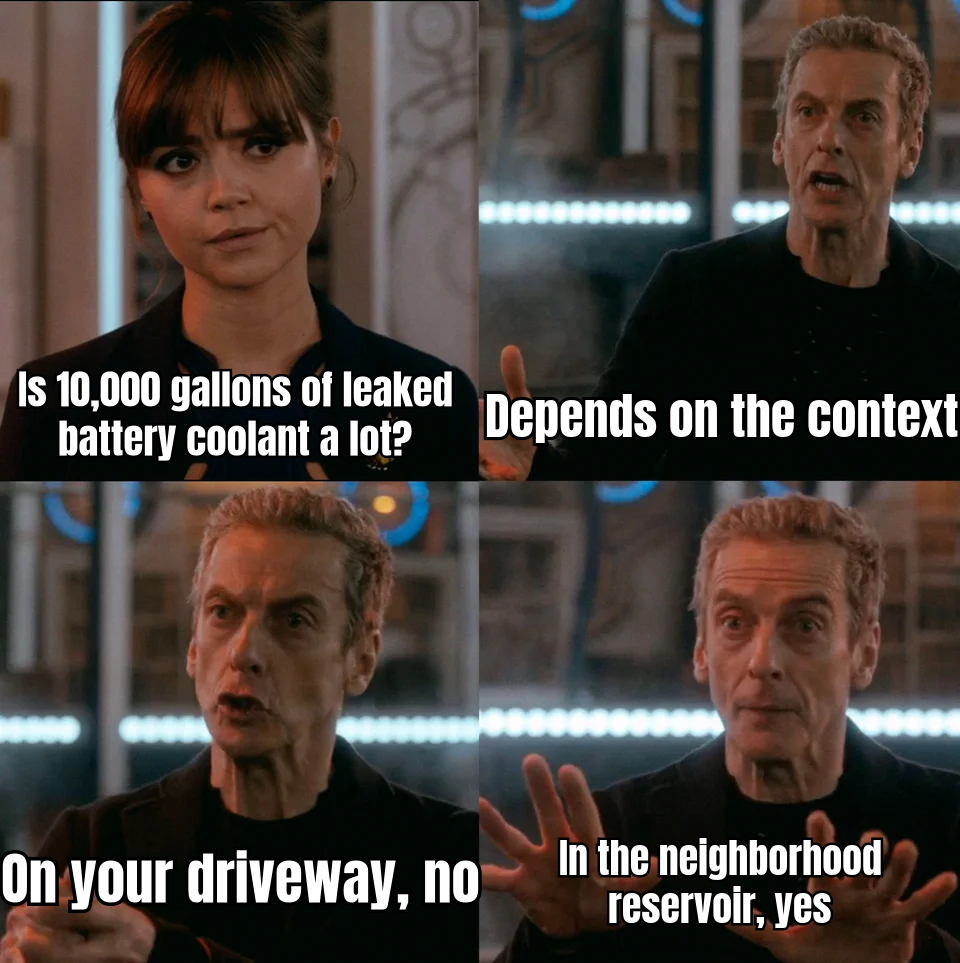 Is 10,000 gallons of leaked
battery coolant a lot?
Depends on the context
On your driveway, no
In the neighborhood
reservoir, yes